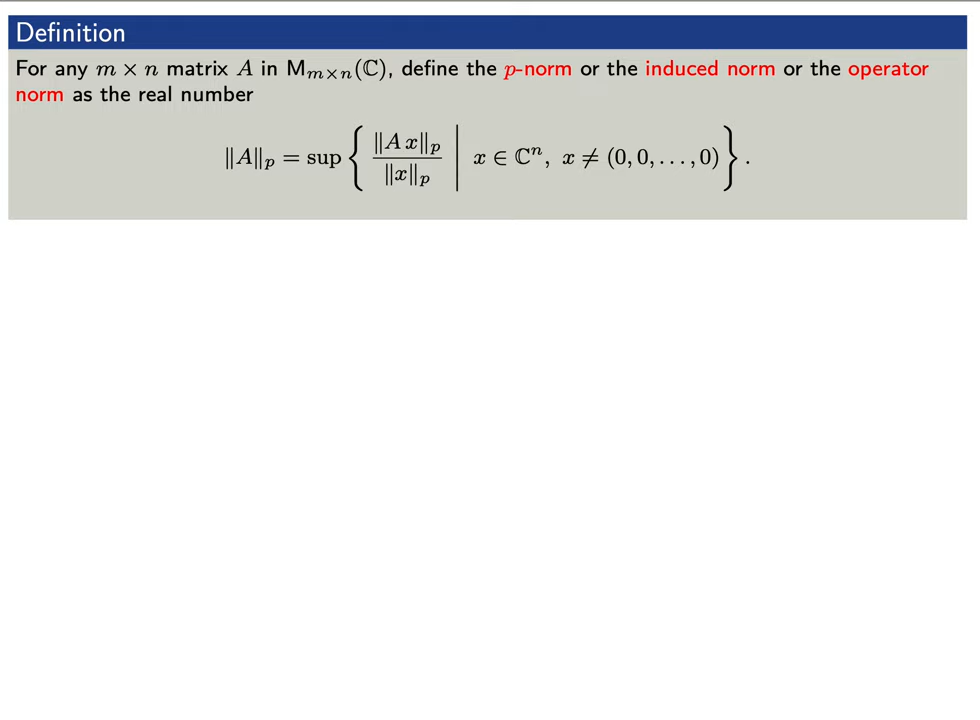 Definition
For any m × n matrix A in M_{m×n}(ℂ), define the p-norm or the induced norm or the operator
norm as the real number
‖A‖_p = sup { ‖A x‖_p / ‖x‖_p | x ∈ ℂ^n, x ≠ (0, 0, . . . , 0) } .